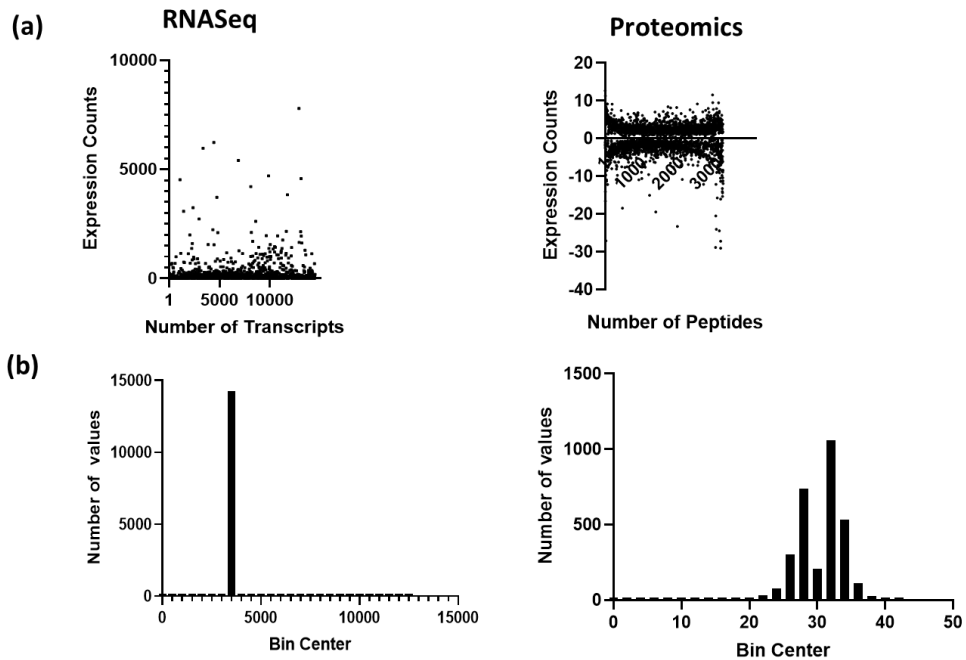 (a)
RNASeq
Proteomics
10000
5000
0
Expression Counts
1
5000
10000
Number of Transcripts
20
10
0
-10
-20
-30
-40
Expression Counts
1
1000
2000
3000
Number of Peptides
(b)
15000
10000
5000
0
Number of values
0
5000
10000
15000
Bin Center
1500
1000
500
0
Number of values
0
10
20
30
40
50
Bin Center